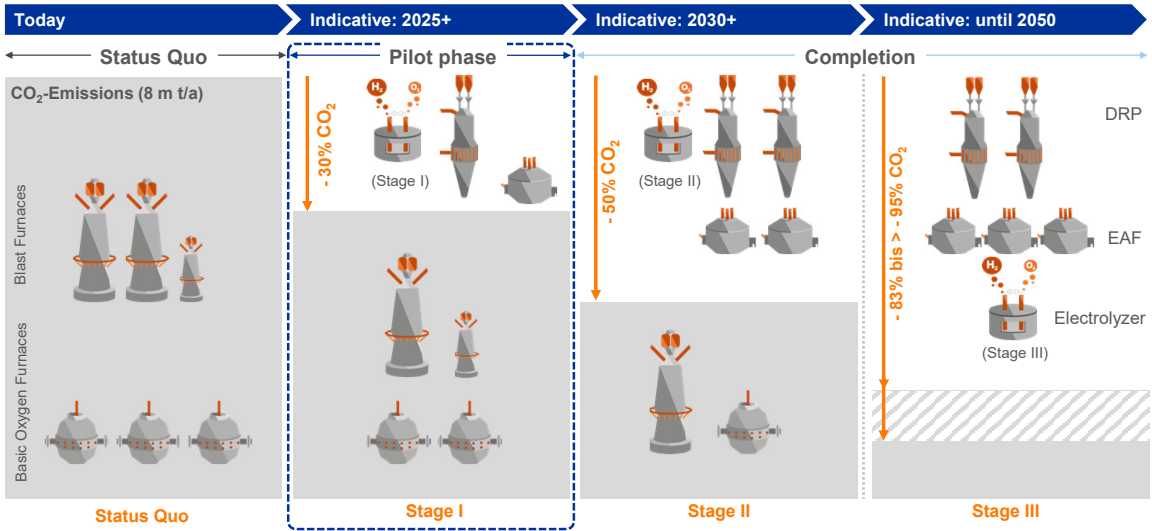 Today
Indicative: 2025+
Indicative: 2030+
Indicative: until 2050
Status Quo
Pilot phase
Completion
CO₂-Emissions (8 m t/a)
Blast Furnaces
Basic Oxygen Furnaces
Status Quo
- 30% CO₂
H₂
O₂
(Stage I)
Stage I
- 50% CO₂
H₂
O₂
(Stage II)
Stage II
- 83% bis > - 95% CO₂
DRP
EAF
H₂
O₂
Electrolyzer
(Stage III)
Stage III